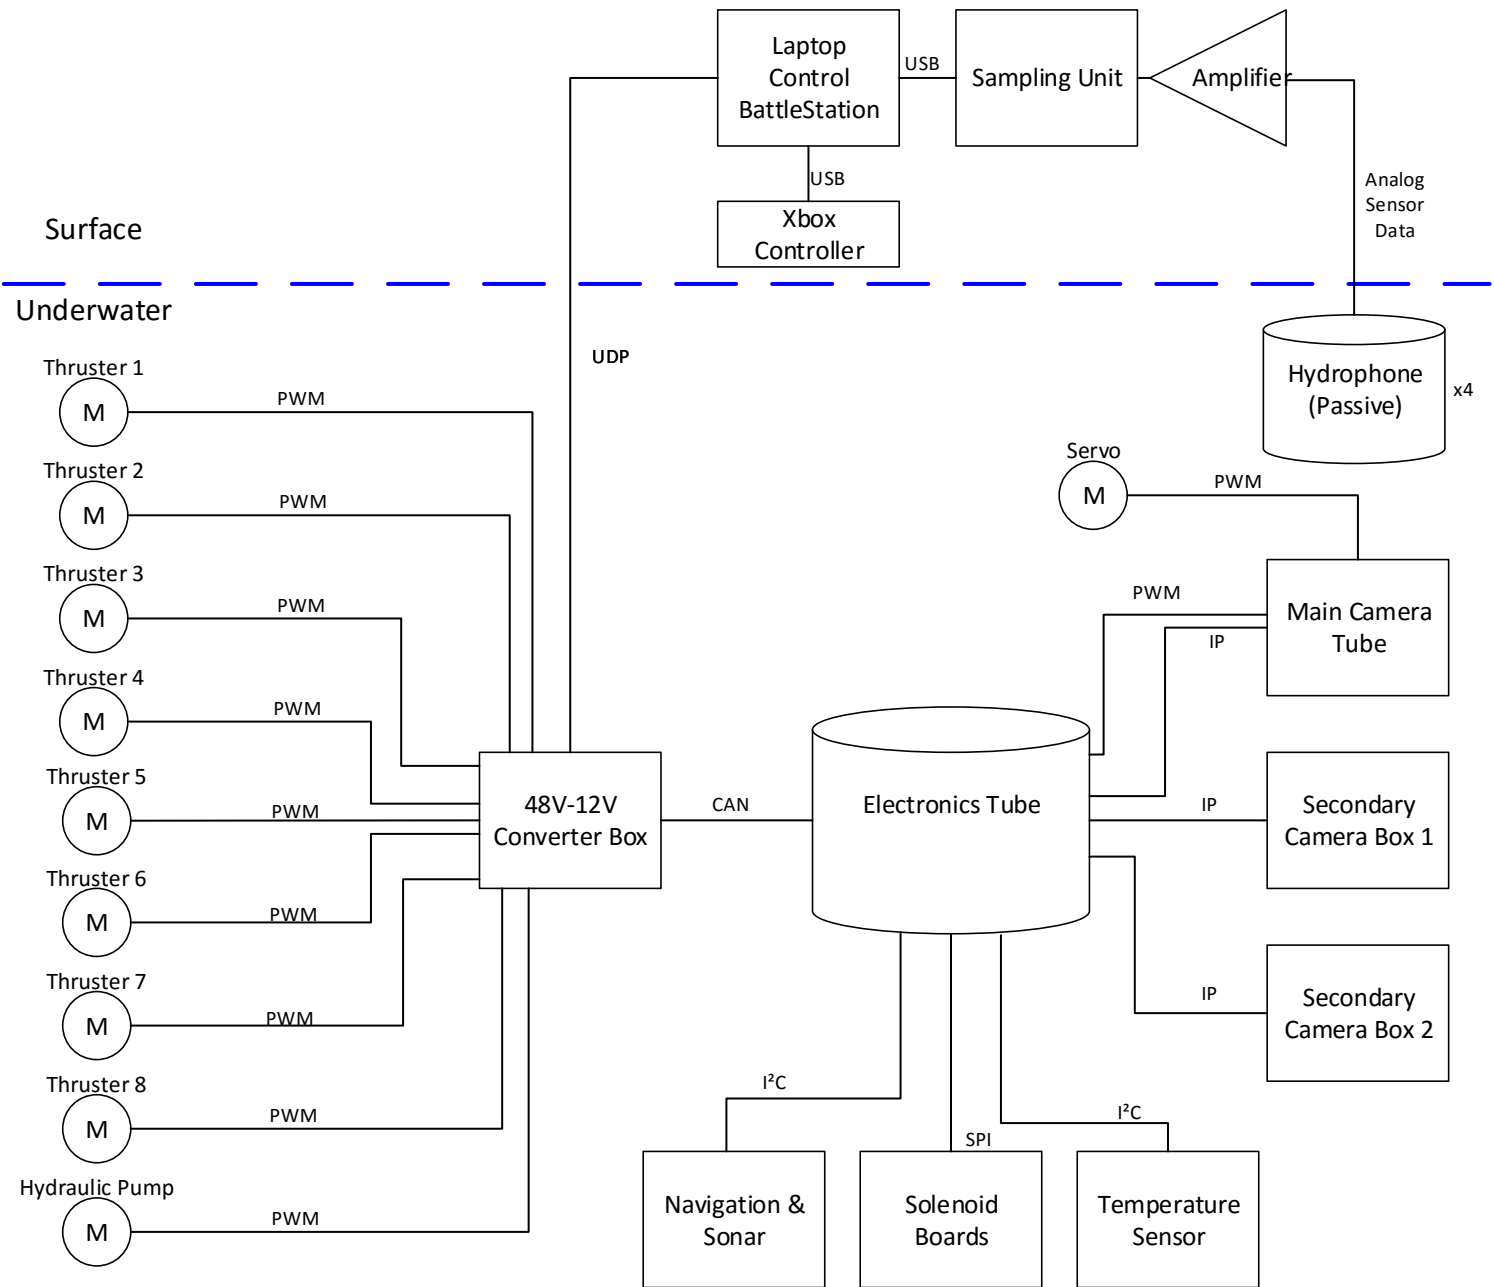 Laptop
Control
BattleStation
USB
Sampling Unit
Amplifier
USB
Xbox
Controller
Analog
Sensor
Data
Surface
Underwater
UDP
Hydrophone
(Passive)
x4
Thruster 1
M
PWM
Thruster 2
M
PWM
Thruster 3
M
PWM
Thruster 4
M
PWM
Thruster 5
M
PWM
Thruster 6
M
PWM
Thruster 7
M
PWM
Thruster 8
M
PWM
Hydraulic Pump
M
PWM
48V-12V
Converter Box
CAN
Electronics Tube
Servo
M
PWM
PWM
IP
Main Camera
Tube
IP
Secondary
Camera Box 1
IP
Secondary
Camera Box 2
I²C
SPI
I²C
Navigation &
Sonar
Solenoid
Boards
Temperature
Sensor